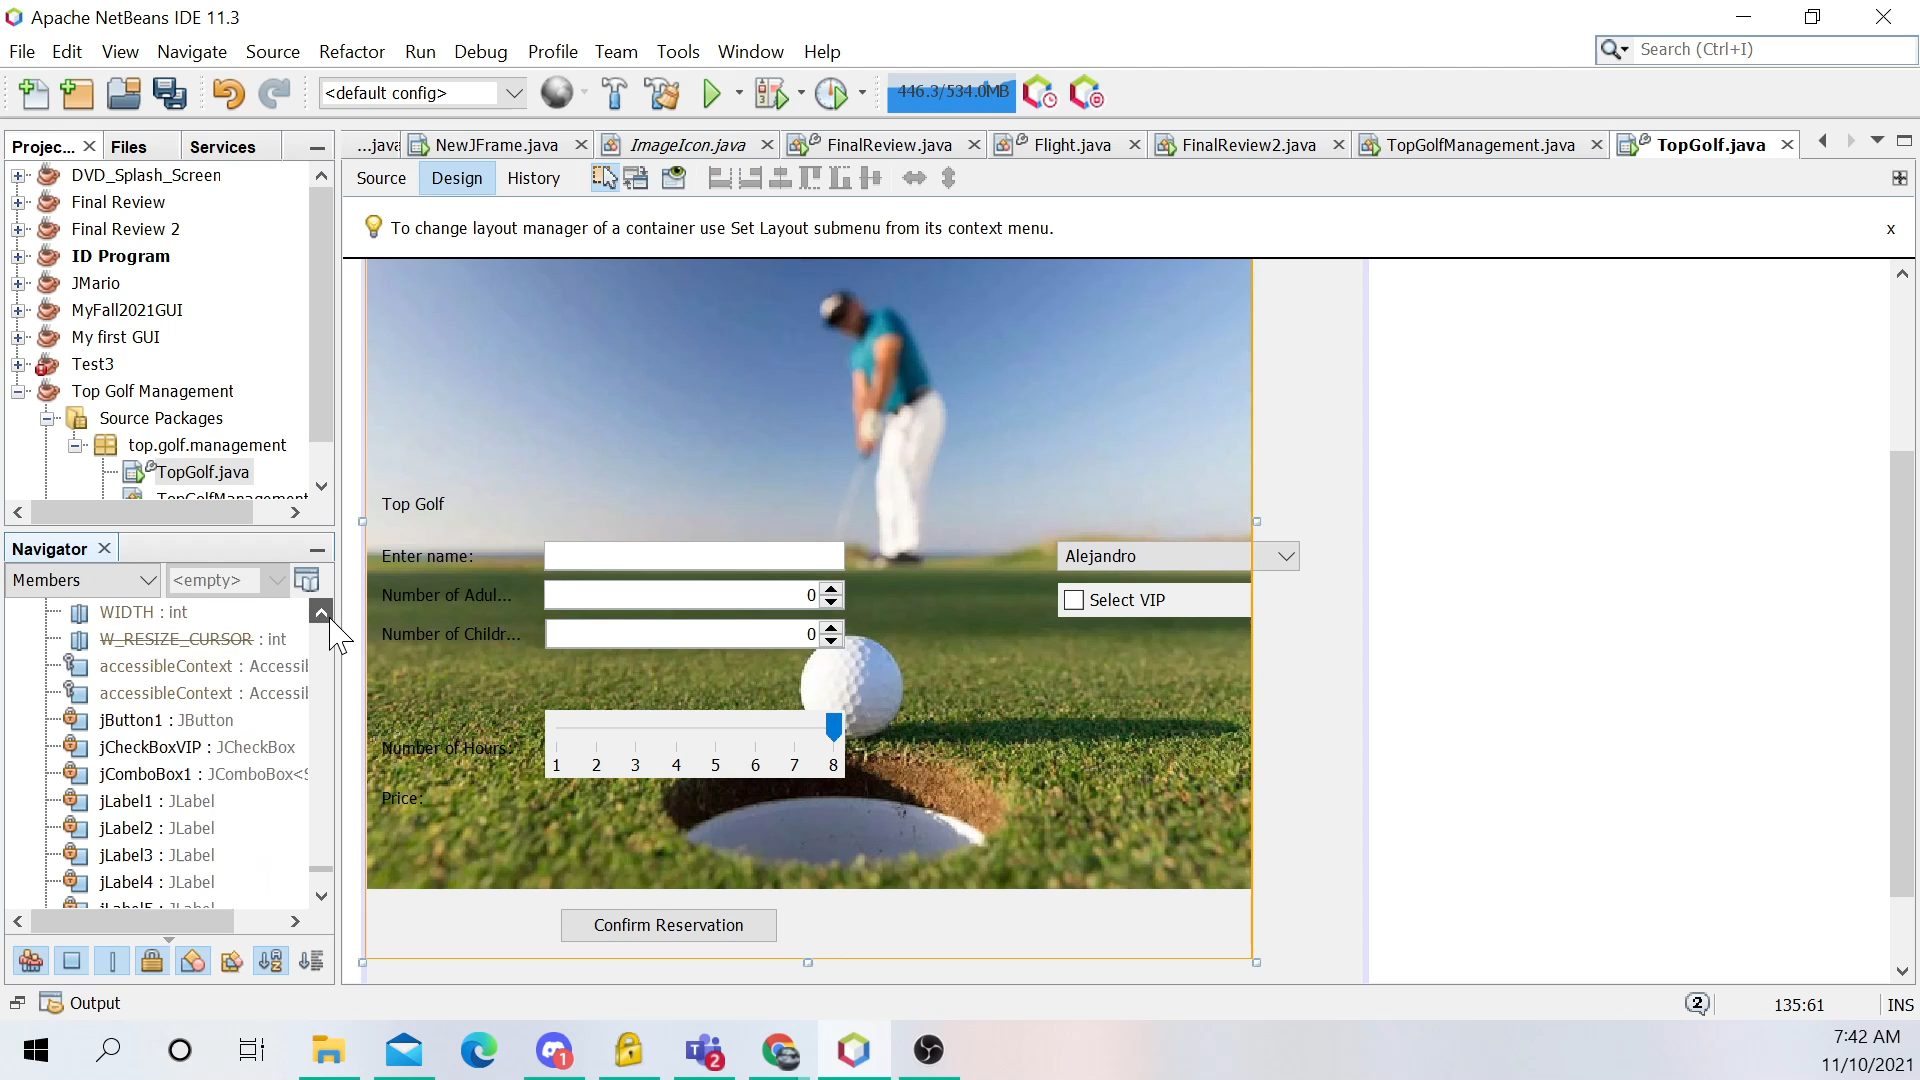 Apache NetBeans IDE 11.3
File Edit View Navigate Source Refactor Run Debug Profile Team Tools Window Help
Search (Ctrl+I)
<default config>
446.3/534.0MB
Projec... Files Services
...java NewJFrame.java ImageIcon.java FinalReview.java Flight.java FinalReview2.java TopGolfManagement.java TopGolf.java
Source Design History
To change layout manager of a container use Set Layout submenu from its context menu.
x
DVD_Splash_Screen
Final Review
Final Review 2
ID Program
JMario
MyFall2021GUI
My first GUI
Test3
Top Golf Management
Source Packages
top.golf.management
TopGolf.java
TopGolfManagement
Navigator
Members <empty>
WIDTH : int
W_RESIZE_CURSOR : int
accessibleContext : Accessil
accessibleContext : Accessil
jButton1 : JButton
jCheckBoxVIP : JCheckBox
jComboBox1 : JComboBox<S
jLabel1 : JLabel
jLabel2 : JLabel
jLabel3 : JLabel
jLabel4 : JLabel
jLabel5 : JLabel
Top Golf
Enter name:
Alejandro
Number of Adul...
0
Select VIP
Number of Childr...
0
Number of Hours:
1 2 3 4 5 6 7 8
Price:
Confirm Reservation
Output
2
135:61
INS
1
2
7:42 AM
11/10/2021